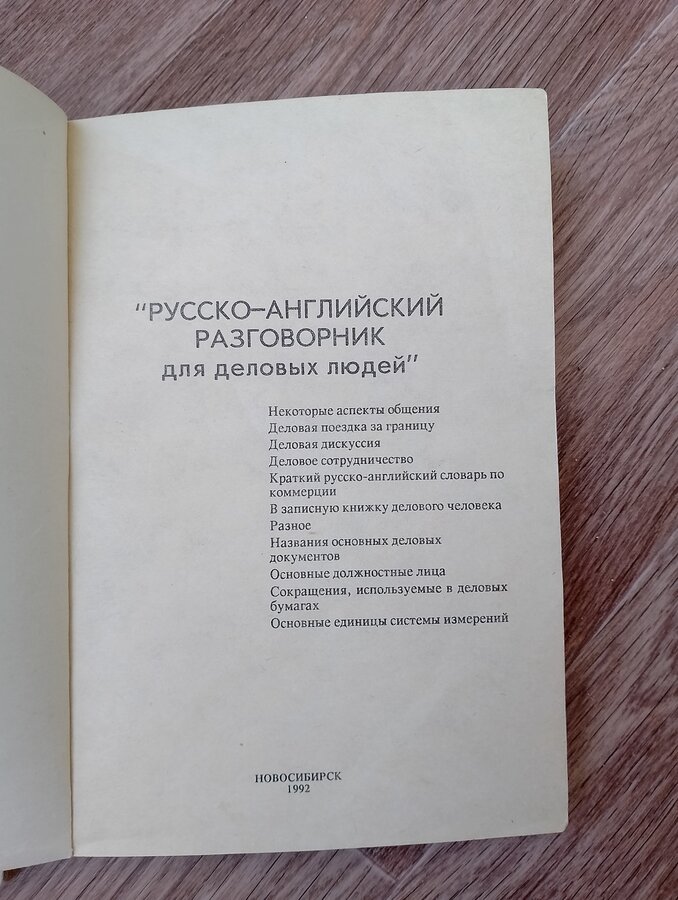 "РУССКО-АНГЛИЙСКИЙ
РАЗГОВОРНИК
для деловых людей"
Некоторые аспекты общения
Деловая поездка за границу
Деловая дискуссия
Деловое сотрудничество
Краткий русско-английский словарь по
коммерции
В записную книжку делового человека
Разное
Названия основных деловых
документов
Основные должностные лица
Сокращения, используемые в деловых
бумагах
Основные единицы системы измерений
НОВОСИБИРСК
1992